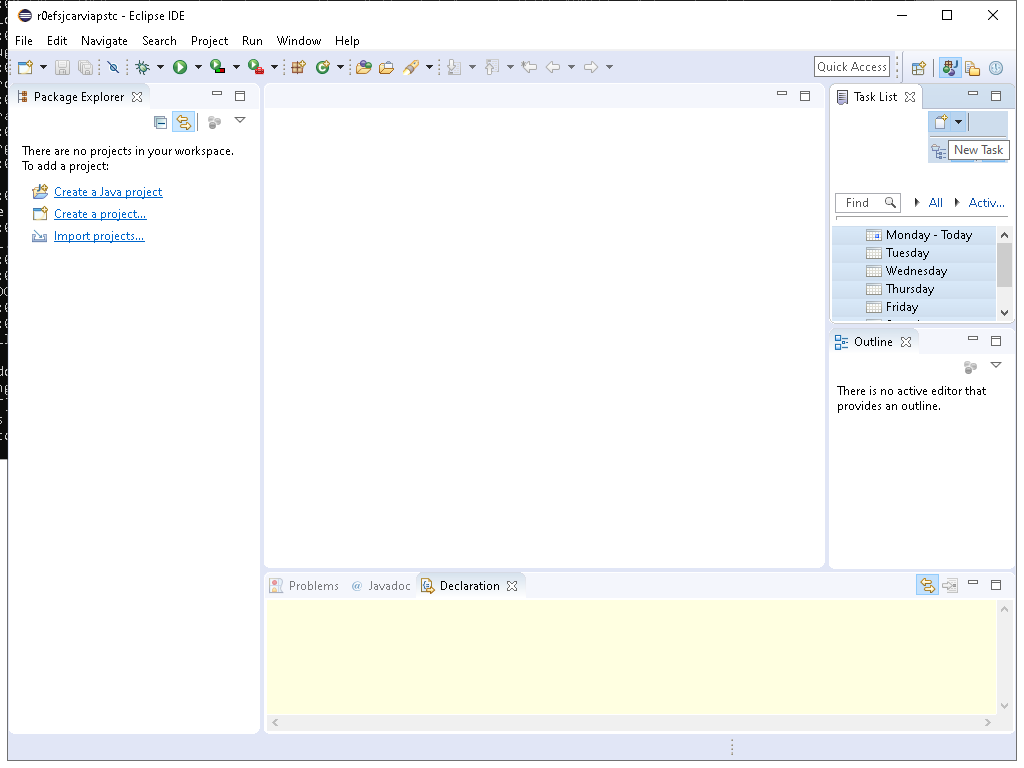 r0efsjcarviapstc - Eclipse IDE
File Edit Navigate Search Project Run Window Help
Quick Access
Package Explorer
There are no projects in your workspace.
To add a project:
Create a Java project
Create a project...
Import projects...
Task List
New Task
Find All Activ...
Monday - Today
Tuesday
Wednesday
Thursday
Friday
Outline
There is no active editor that
provides an outline.
Problems @ Javadoc Declaration